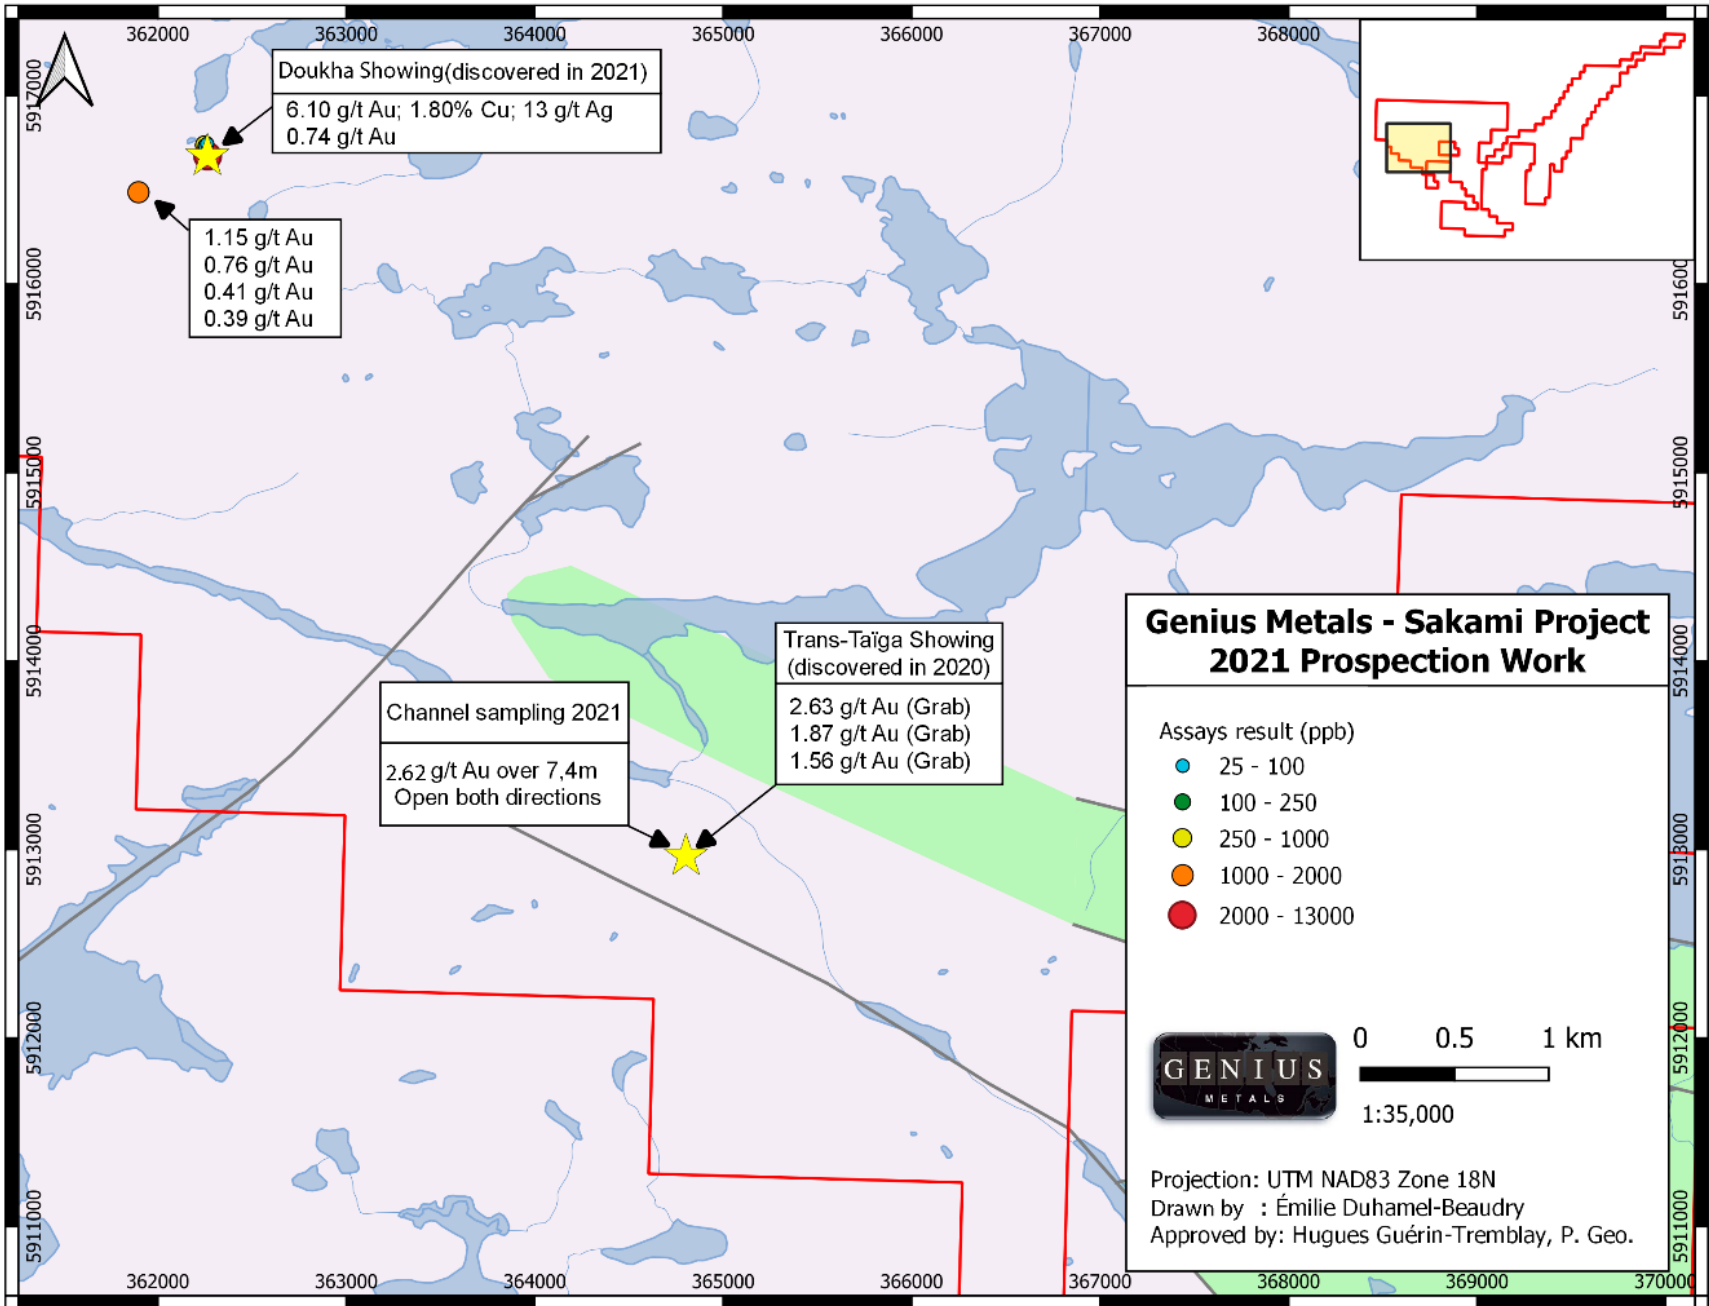 362000 363000 364000 365000 366000 367000 368000
5917000
5916000
5915000
5914000
5913000
5912000
5911000
Doukha Showing(discovered in 2021)
6.10 g/t Au; 1.80% Cu; 13 g/t Ag
0.74 g/t Au
1.15 g/t Au
0.76 g/t Au
0.41 g/t Au
0.39 g/t Au
Channel sampling 2021
2.62 g/t Au over 7,4m
Open both directions
Trans-Taïga Showing
(discovered in 2020)
2.63 g/t Au (Grab)
1.87 g/t Au (Grab)
1.56 g/t Au (Grab)
Genius Metals - Sakami Project
2021 Prospection Work
Assays result (ppb)
25 - 100
100 - 250
250 - 1000
1000 - 2000
2000 - 13000
GENIUS
METALS
0 0.5 1 km
1:35,000
Projection: UTM NAD83 Zone 18N
Drawn by : Émilie Duhamel-Beaudry
Approved by: Hugues Guérin-Tremblay, P. Geo.
5916000
5915000
5914000
5913000
5912000
5911000
362000 363000 364000 365000 366000 367000 368000 369000 370000